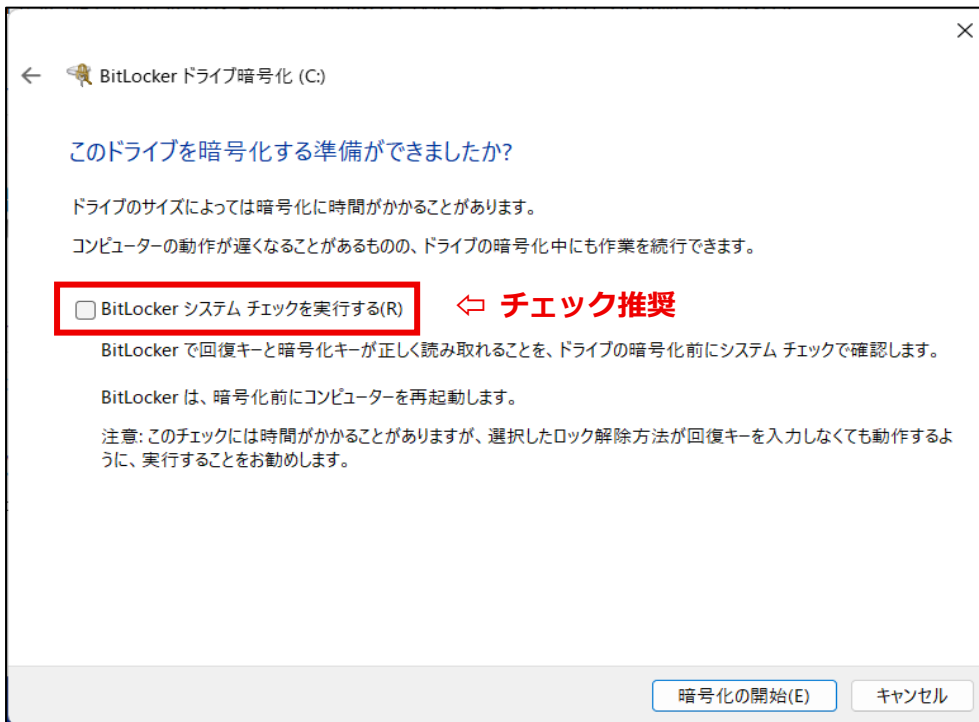 BitLocker ドライブ暗号化 (C:)
このドライブを暗号化する準備ができましたか?
ドライブのサイズによっては暗号化に時間がかかることがあります。
コンピューターの動作が遅くなることがあるものの、ドライブの暗号化中にも作業を続行できます。
BitLocker システム チェックを実行する(R) ⇦ チェック推奨
BitLocker で回復キーと暗号化キーが正しく読み取れることを、ドライブの暗号化前にシステム チェックで確認します。
BitLocker は、暗号化前にコンピューターを再起動します。
注意: このチェックには時間がかかることがありますが、選択したロック解除方法が回復キーを入力しなくても動作するよ
うに、実行することをお勧めします。
暗号化の開始(E) キャンセル